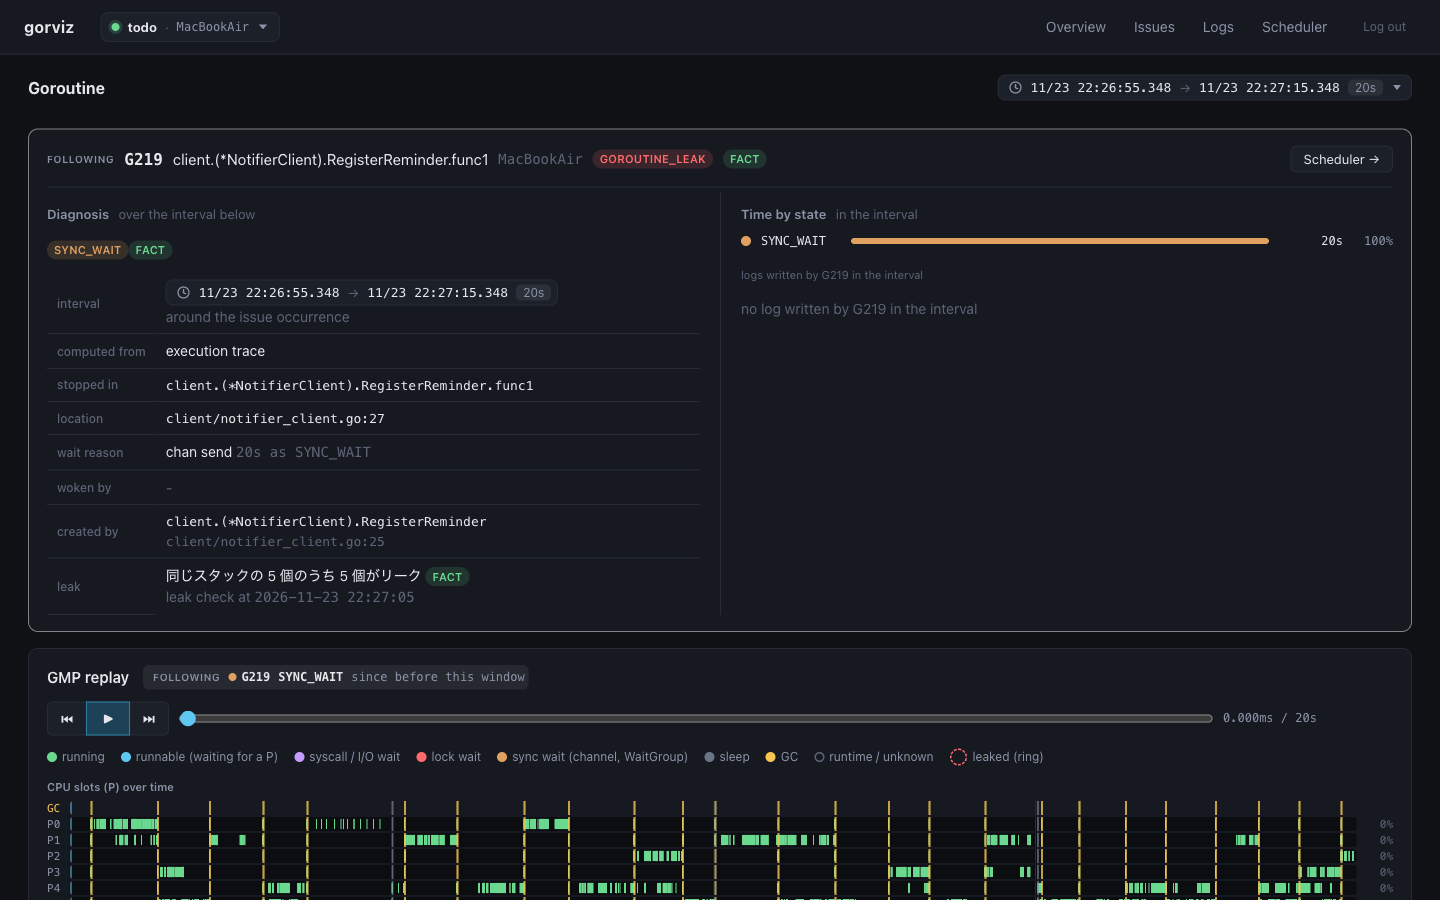 gorviz todo · MacBookAir Overview Issues Logs Scheduler Log out
Goroutine 11/23 22:26:55.348 → 11/23 22:27:15.348 20s
FOLLOWING G219 client.(*NotifierClient).RegisterReminder.func1 MacBookAir GOROUTINE_LEAK FACT Scheduler →
Diagnosis over the interval below
SYNC_WAIT FACT
interval 11/23 22:26:55.348 → 11/23 22:27:15.348 20s
around the issue occurrence
computed from execution trace
stopped in client.(*NotifierClient).RegisterReminder.func1
location client/notifier_client.go:27
wait reason chan send 20s as SYNC_WAIT
woken by -
created by client.(*NotifierClient).RegisterReminder
client/notifier_client.go:25
leak 同じスタックの 5 個のうち 5 個がリーク FACT
leak check at 2026-11-23 22:27:05
Time by state in the interval
SYNC_WAIT 20s 100%
logs written by G219 in the interval
no log written by G219 in the interval
GMP replay FOLLOWING G219 SYNC_WAIT since before this window
0.000ms / 20s
running runnable (waiting for a P) syscall / I/O wait lock wait sync wait (channel, WaitGroup) sleep GC runtime / unknown leaked (ring)
CPU slots (P) over time
GC
P0 0%
P1 0%
P2 0%
P3 0%
P4 0%